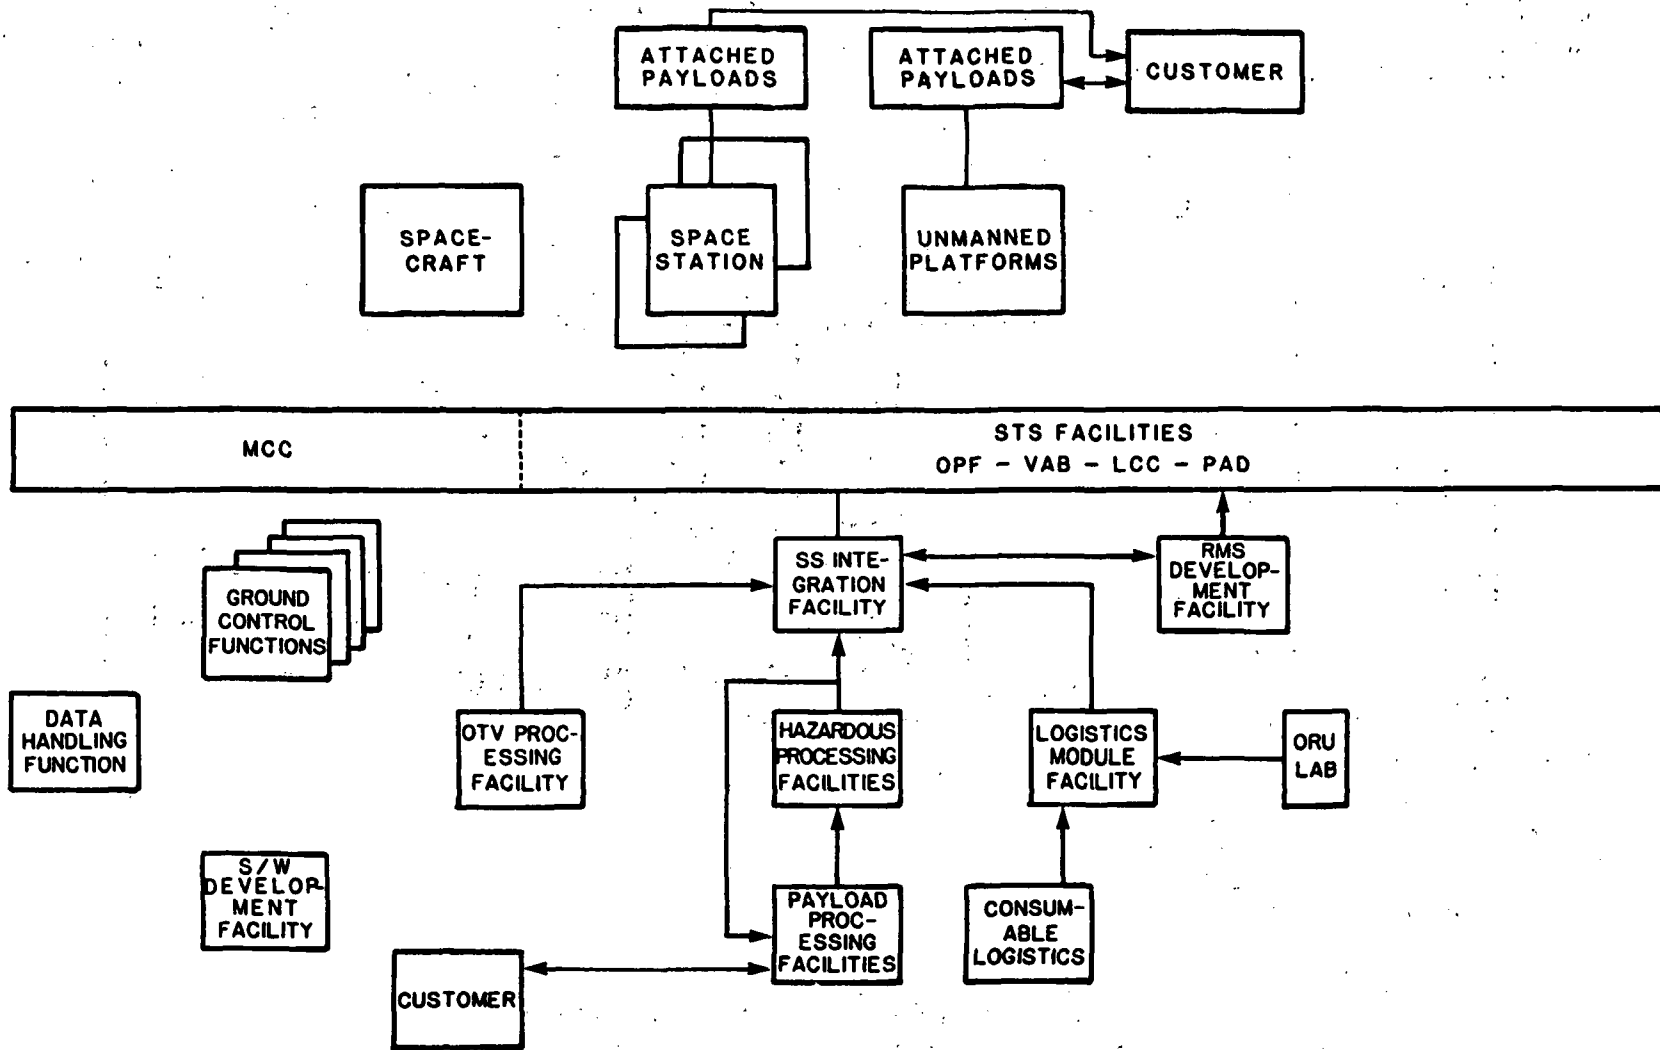 ATTACHED
PAYLOADS
ATTACHED
PAYLOADS
CUSTOMER
SPACE-
CRAFT
SPACE
STATION
UNMANNED
PLATFORMS
MCC
STS FACILITIES
OPF – VAB – LCC – PAD
GROUND
CONTROL
FUNCTIONS
SS INTE-
GRATION
FACILITY
RMS
DEVELOP-
MENT
FACILITY
DATA
HANDLING
FUNCTION
OTV PROC-
ESSING
FACILITY
HAZARDOUS
PROCESSING
FACILITIES
LOGISTICS
MODULE
FACILITY
ORU
LAB
S/W
DEVELOP-
MENT
FACILITY
PAYLOAD
PROC-
ESSING
FACILITIES
CONSUM-
ABLE
LOGISTICS
CUSTOMER